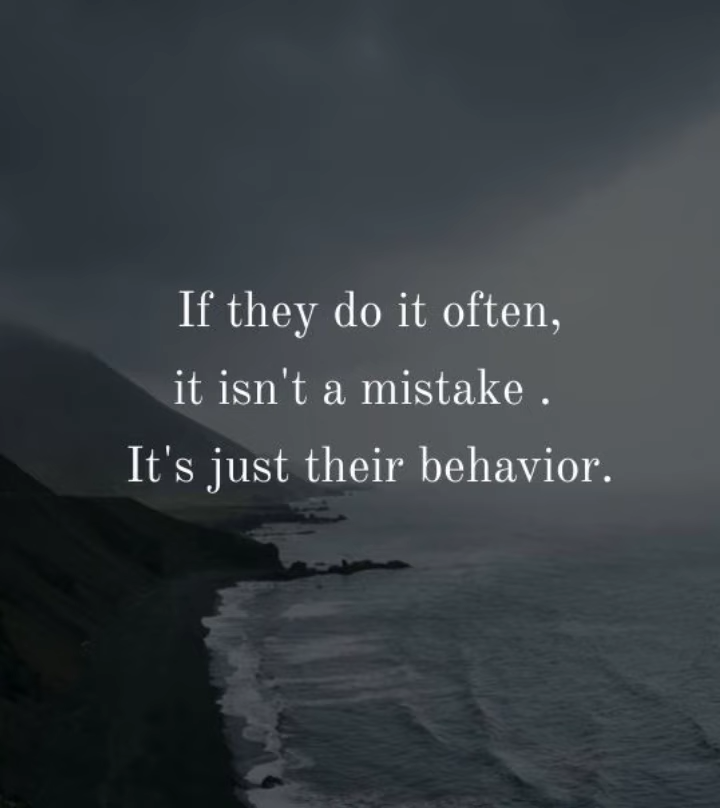 If they do it often,
it isn't a mistake .
It's just their behavior.